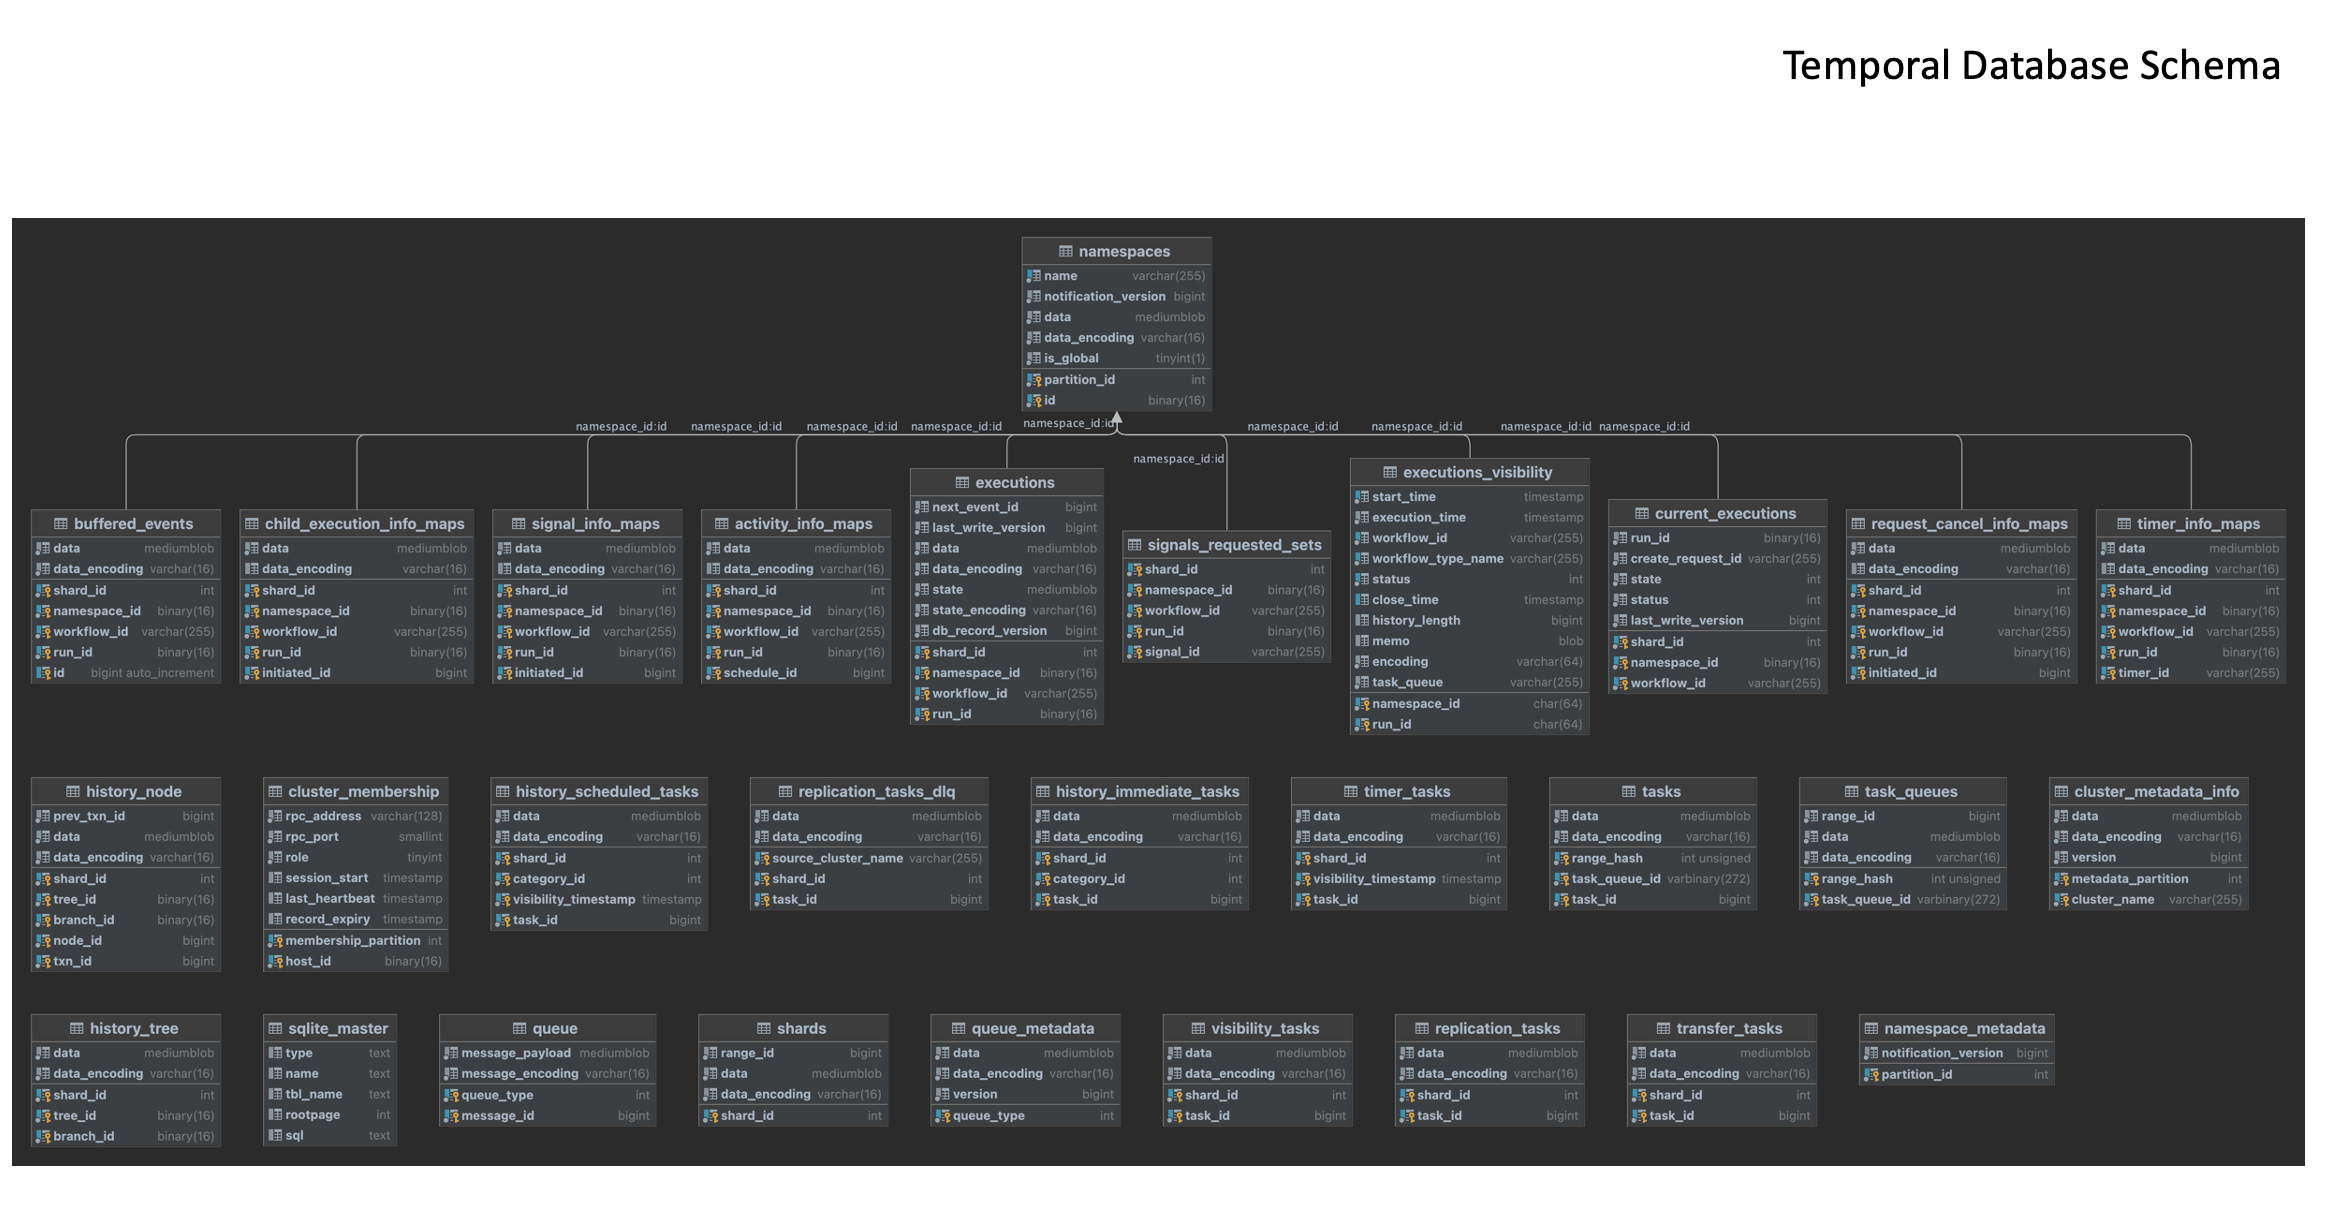 Temporal Database Schema
namespaces
name varchar(255)
notification_version bigint
data mediumblob
data_encoding varchar(16)
is_global tinyint(1)
partition_id int
id binary(16)
namespace_id:id
namespace_id:id
namespace_id:id
namespace_id:id
namespace_id:id
namespace_id:id
namespace_id:id
namespace_id:id
namespace_id:id
namespace_id:id
buffered_events
data mediumblob
data_encoding varchar(16)
shard_id int
namespace_id binary(16)
workflow_id varchar(255)
run_id binary(16)
id bigint auto_increment
child_execution_info_maps
data mediumblob
data_encoding varchar(16)
shard_id int
namespace_id binary(16)
workflow_id varchar(255)
run_id binary(16)
initiated_id bigint
signal_info_maps
data mediumblob
data_encoding varchar(16)
shard_id int
namespace_id binary(16)
workflow_id varchar(255)
run_id binary(16)
initiated_id bigint
activity_info_maps
data mediumblob
data_encoding varchar(16)
shard_id int
namespace_id binary(16)
workflow_id varchar(255)
run_id binary(16)
schedule_id bigint
executions
next_event_id bigint
last_write_version bigint
data mediumblob
data_encoding varchar(16)
state mediumblob
state_encoding varchar(16)
db_record_version bigint
shard_id int
namespace_id binary(16)
workflow_id varchar(255)
run_id binary(16)
signals_requested_sets
shard_id int
namespace_id binary(16)
workflow_id varchar(255)
run_id binary(16)
signal_id varchar(255)
executions_visibility
start_time timestamp
execution_time timestamp
workflow_id varchar(255)
workflow_type_name varchar(255)
status int
close_time timestamp
history_length bigint
memo blob
encoding varchar(64)
task_queue varchar(255)
namespace_id char(64)
run_id char(64)
current_executions
run_id binary(16)
create_request_id varchar(255)
state int
status int
last_write_version bigint
shard_id int
namespace_id binary(16)
workflow_id varchar(255)
request_cancel_info_maps
data mediumblob
data_encoding varchar(16)
shard_id int
namespace_id binary(16)
workflow_id varchar(255)
run_id binary(16)
initiated_id bigint
timer_info_maps
data mediumblob
data_encoding varchar(16)
shard_id int
namespace_id binary(16)
workflow_id varchar(255)
run_id binary(16)
timer_id varchar(255)
history_node
prev_txn_id bigint
data mediumblob
data_encoding varchar(16)
shard_id int
tree_id binary(16)
branch_id binary(16)
node_id bigint
txn_id bigint
cluster_membership
rpc_address varchar(128)
rpc_port smallint
role tinyint
session_start timestamp
last_heartbeat timestamp
record_expiry timestamp
membership_partition int
host_id binary(16)
history_scheduled_tasks
data mediumblob
data_encoding varchar(16)
shard_id int
category_id int
visibility_timestamp timestamp
task_id bigint
replication_tasks_dlq
data mediumblob
data_encoding varchar(16)
source_cluster_name varchar(255)
shard_id int
task_id bigint
history_immediate_tasks
data mediumblob
data_encoding varchar(16)
shard_id int
category_id int
task_id bigint
timer_tasks
data mediumblob
data_encoding varchar(16)
shard_id int
visibility_timestamp timestamp
task_id bigint
tasks
data mediumblob
data_encoding varchar(16)
range_hash int unsigned
task_queue_id varbinary(272)
task_id bigint
task_queues
range_id bigint
data mediumblob
data_encoding varchar(16)
range_hash int unsigned
task_queue_id varbinary(272)
cluster_metadata_info
data mediumblob
data_encoding varchar(16)
version bigint
metadata_partition int
cluster_name varchar(255)
history_tree
data mediumblob
data_encoding varchar(16)
shard_id int
tree_id binary(16)
branch_id binary(16)
sqlite_master
type text
name text
tbl_name text
rootpage int
sql text
queue
message_payload mediumblob
message_encoding varchar(16)
queue_type int
message_id bigint
shards
range_id bigint
data mediumblob
data_encoding varchar(16)
shard_id int
queue_metadata
data mediumblob
data_encoding varchar(16)
version bigint
queue_type int
visibility_tasks
data mediumblob
data_encoding varchar(16)
shard_id int
task_id bigint
replication_tasks
data mediumblob
data_encoding varchar(16)
shard_id int
task_id bigint
transfer_tasks
data mediumblob
data_encoding varchar(16)
shard_id int
task_id bigint
namespace_metadata
notification_version bigint
partition_id int